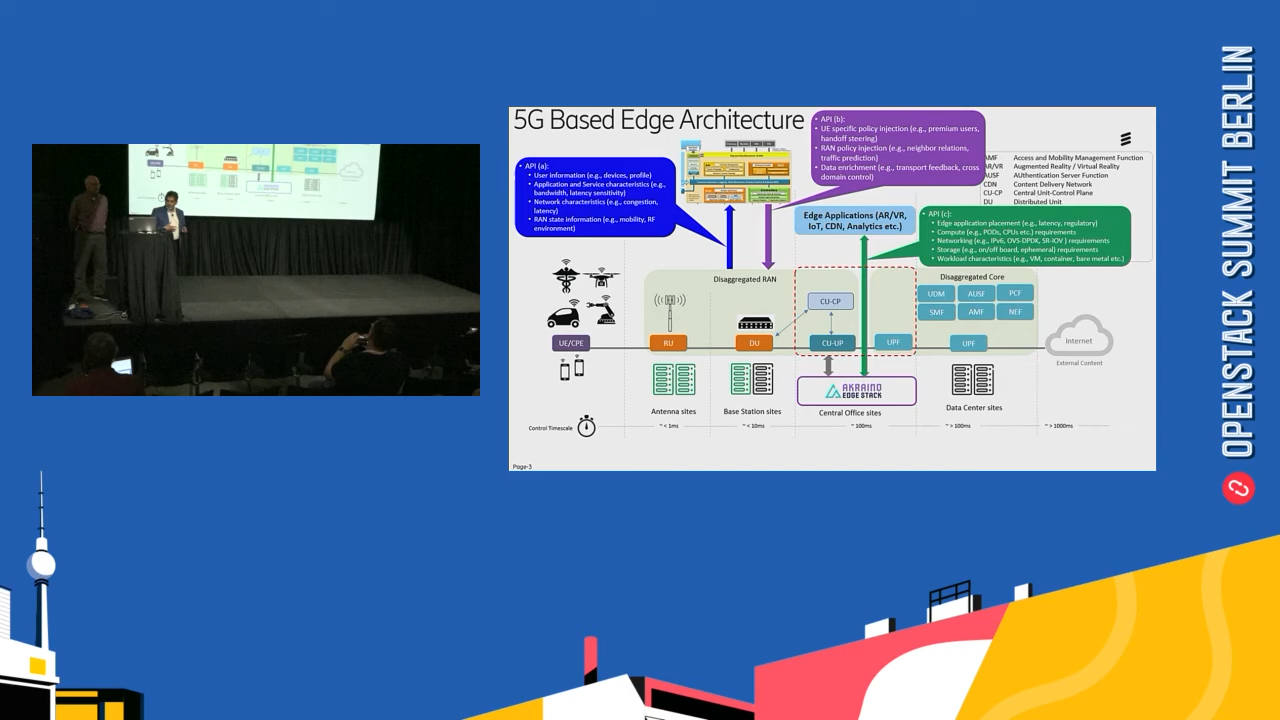 5G Based Edge Architecture
• API (a):
• User information (e.g., devices, profile)
• Application and Service characteristics (e.g.,
bandwidth, latency sensitivity)
• Network characteristics (e.g., congestion,
latency)
• RAN state information (e.g., mobility, RF
environment)
• API (b):
• UE specific policy injection (e.g., premium users,
handoff steering)
• RAN policy injection (e.g., neighbor relations,
traffic prediction)
• Data enrichment (e.g., transport feedback, cross
domain control)
AMF Access and Mobility Management Function
AR/VR Augmented Reality / Virtual Reality
AUSF AUthentication Server Function
CDN Content Delivery Network
CU-CP Central Unit-Control Plane
DU Distributed Unit
Edge Applications (AR/VR,
IoT, CDN, Analytics etc.)
• API (c):
• Edge application placement (e.g., latency, regulatory)
• Compute (e.g., PODs, CPUs etc.) requirements
• Networking (e.g., IPv6, OVS-DPDK, SR-IOV ) requirements
• Storage (e.g., on/off board, ephemeral) requirements
• Workload characteristics (e.g., VM, container, bare metal etc.)
Disaggregated RAN
Disaggregated Core
UDM AUSF PCF
SMF AMF NEF
CU-CP
UE/CPE RU DU CU-UP UPF UPF Internet
External Content
AKRAINO
EDGE STACK
Antenna sites Base Station sites Central Office sites Data Center sites
Control Timescale ~ < 1ms ~ < 10ms ~ 100ms ~ > 100ms ~ > 1000ms
Page-3
OPENSTACK SUMMIT BERLIN